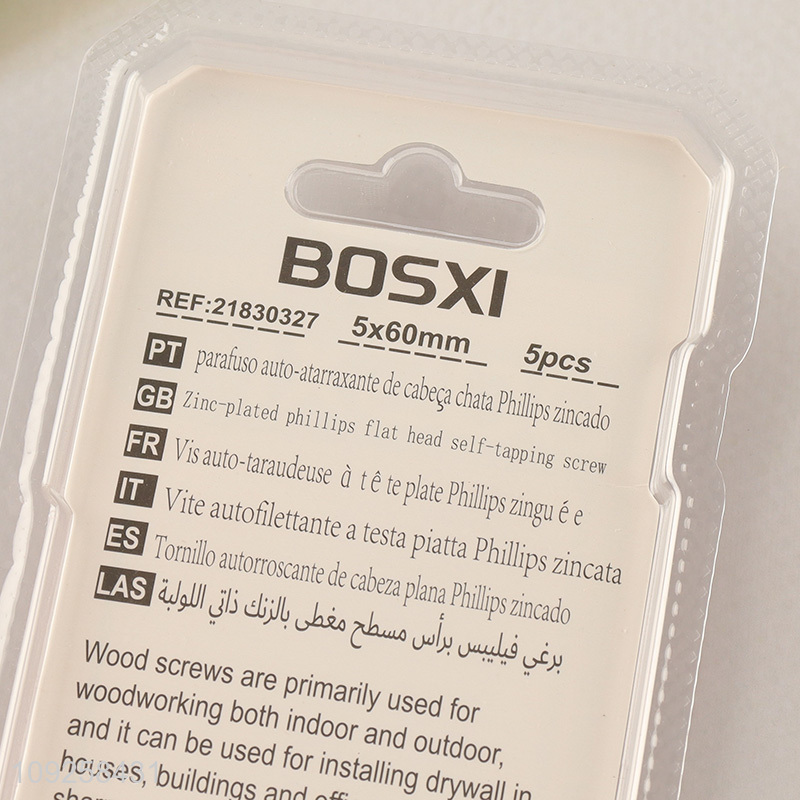 BOSXI
REF:21830327 5x60mm 5pcs
PT parafuso auto-atarraxante de cabeça chata Phillips zincado
GB Zinc-plated phillips flat head self-tapping screw
FR Vis auto-taraudeuse à tête plate Phillips zinguée
IT Vite autofilettante a testa piatta Phillips zincata
ES Tornillo autorroscante de cabeza plana Phillips zincado
LAS برغي فيليبس برأس مسطح مغطى بالزنك ذاتي اللولبة
Wood screws are primarily used for
woodworking both indoor and outdoor,
and it can be used for installing drywall in
houses, buildings and